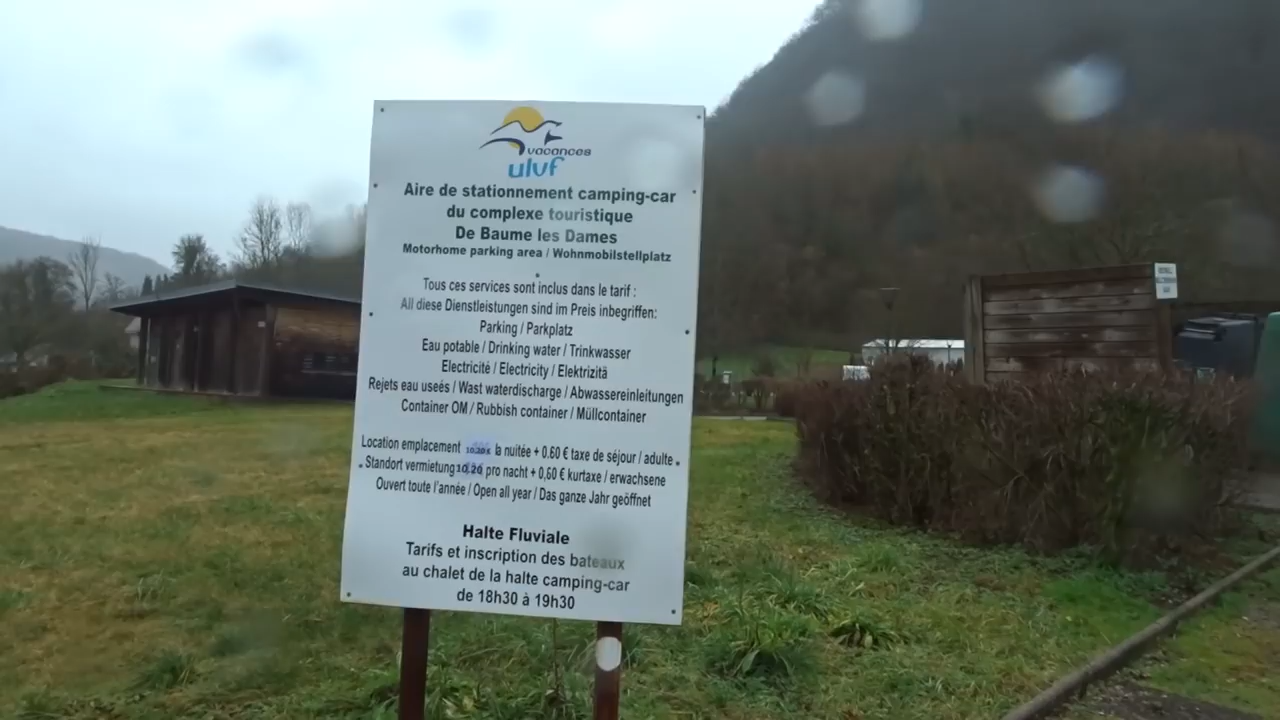 vacances
ulvf
Aire de stationnement camping-car
du complexe touristique
De Baume les Dames
Motorhome parking area / Wohnmobilstellplatz
Tous ces services sont inclus dans le tarif :
All diese Dienstleistungen sind im Preis inbegriffen:
Parking / Parkplatz
Eau potable / Drinking water / Trinkwasser
Electricité / Electricity / Elektrizitä
Rejets eau useés / Wast waterdischarge / Abwassereinleitungen
Container OM / Rubbish container / Müllcontainer
Location emplacement 10.20€ la nuitée + 0.60 € taxe de séjour / adulte
Standort vermietung 10.20 pro nacht + 0,60 € kurtaxe / erwachsene
Ouvert toute l'année / Open all year / Das ganze Jahr geöffnet
Halte Fluviale
Tarifs et inscription des bateaux
au chalet de la halte camping-car
de 18h30 à 19h30